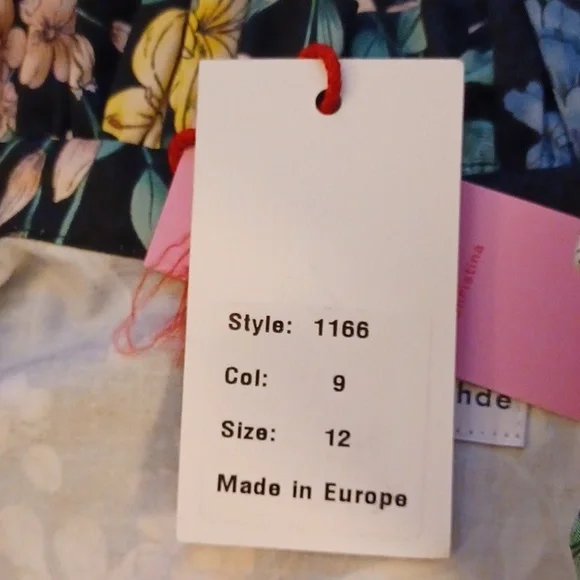 Style: 1166
Col: 9
Size: 12
Made in Europe
hde